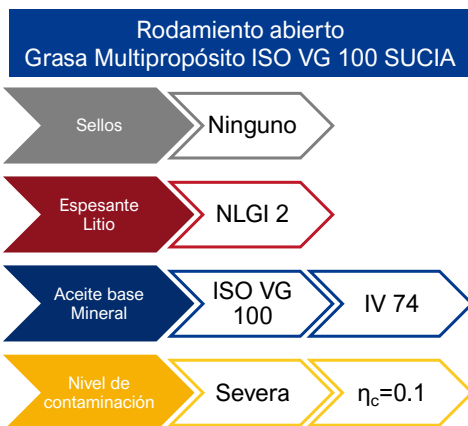 Rodamiento abierto
Grasa Multipropósito ISO VG 100 SUCIA
Sellos
Ninguno
Espesante
Litio
NLGI 2
Aceite base
Mineral
ISO VG
100
IV 74
Nivel de
contaminación
Severa
ηc=0.1